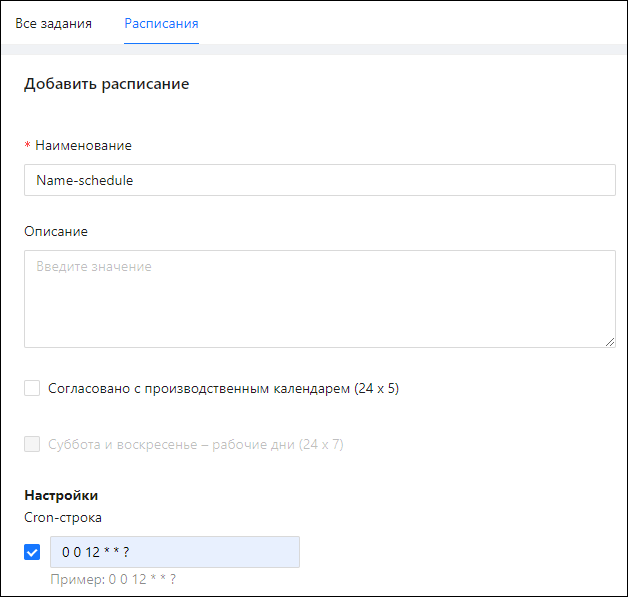 Все задания Расписания
Добавить расписание
* Наименование
Name-schedule
Описание
Введите значение
Согласовано с производственным календарем (24 x 5)
Суббота и воскресенье – рабочие дни (24 x 7)
Настройки
Cron-строка
0 0 12 * * ?
Пример: 0 0 12 * * ?